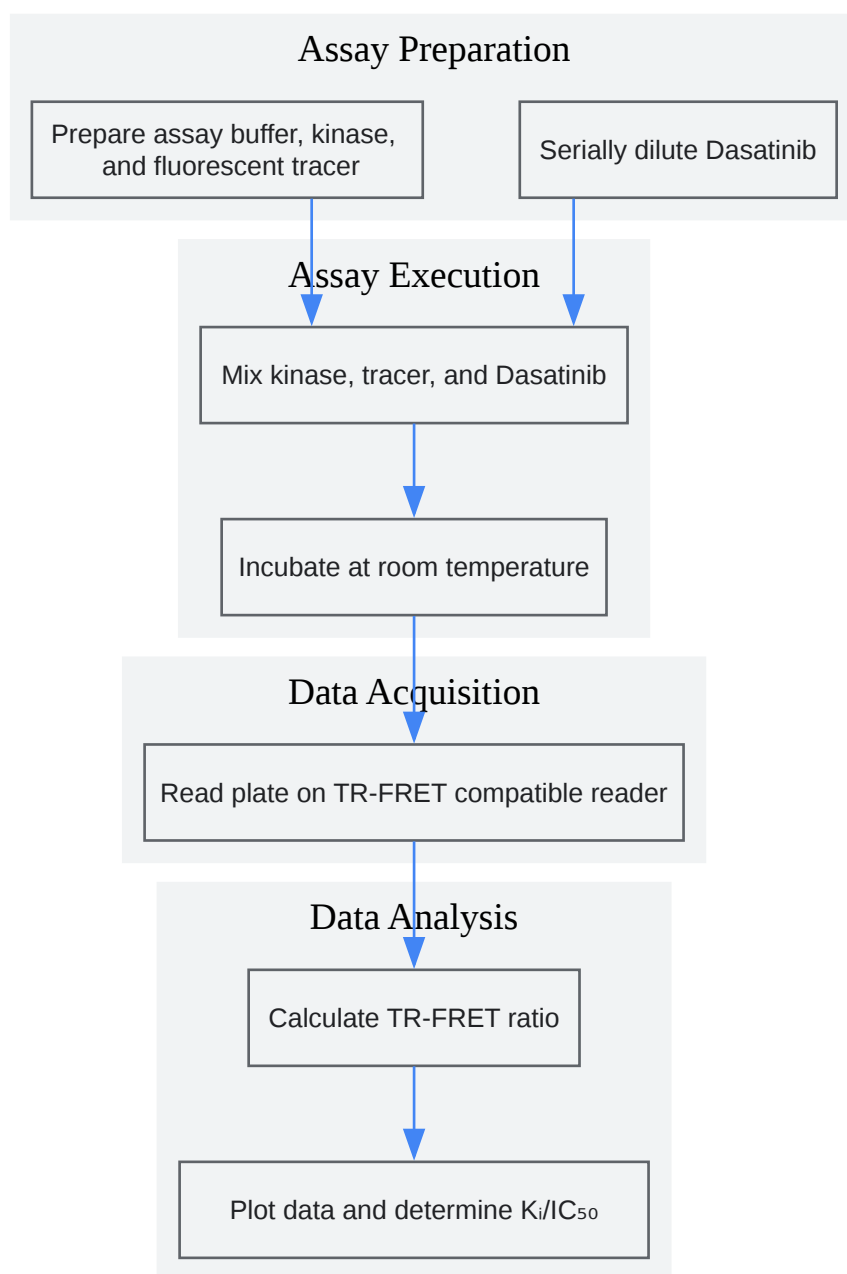 Assay Preparation
Prepare assay buffer, kinase,
and fluorescent tracer
Serially dilute Dasatinib
Assay Execution
Mix kinase, tracer, and Dasatinib
Incubate at room temperature
Data Acquisition
Read plate on TR-FRET compatible reader
Data Analysis
Calculate TR-FRET ratio
Plot data and determine Kᵢ/IC₅₀